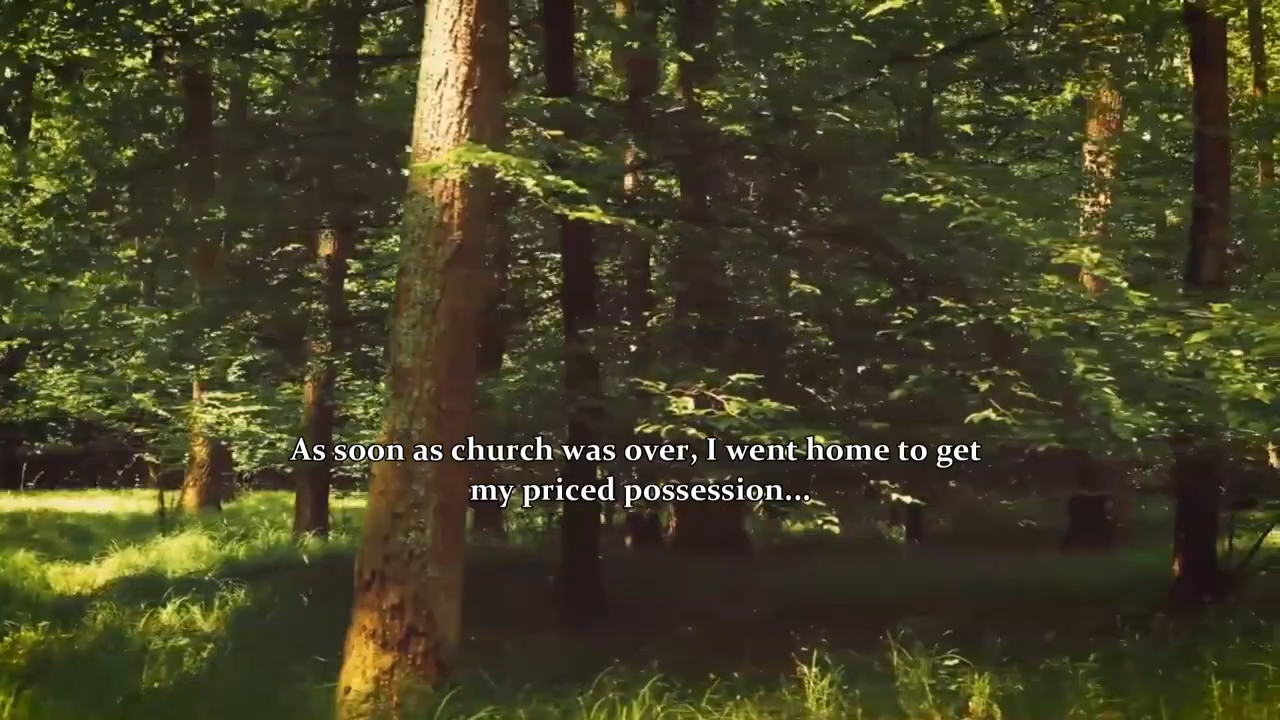 As soon as church was over, I went home to get
my priced possession...